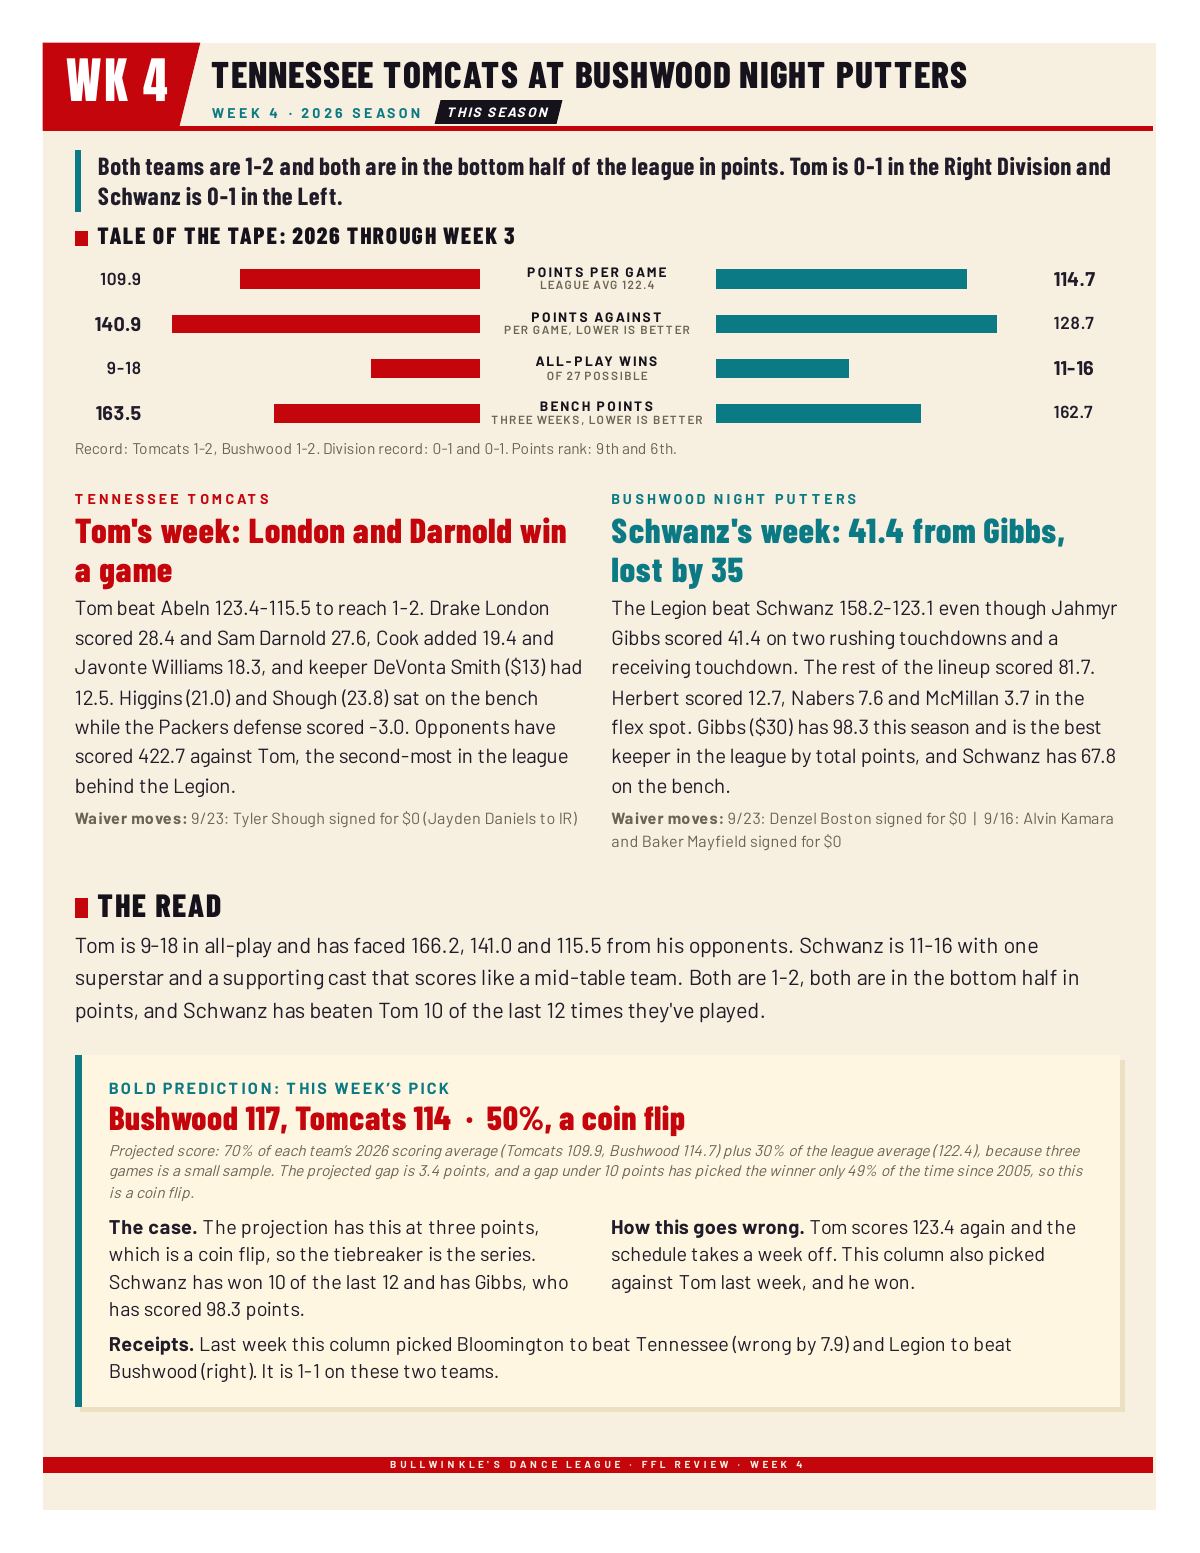 WK 4
TENNESSEE TOMCATS AT BUSHWOOD NIGHT PUTTERS
WEEK 4 · 2026 SEASON THIS SEASON
Both teams are 1-2 and both are in the bottom half of the league in points. Tom is 0-1 in the Right Division and
Schwanz is 0-1 in the Left.
TALE OF THE TAPE: 2026 THROUGH WEEK 3
109.9 POINTS PER GAME 114.7
LEAGUE AVG 122.4
140.9 POINTS AGAINST 128.7
PER GAME, LOWER IS BETTER
9-18 ALL-PLAY WINS 11-16
OF 27 POSSIBLE
163.5 BENCH POINTS 162.7
THREE WEEKS, LOWER IS BETTER
Record: Tomcats 1-2, Bushwood 1-2. Division record: 0-1 and 0-1. Points rank: 9th and 6th.
TENNESSEE TOMCATS
Tom's week: London and Darnold win
a game
Tom beat Abeln 123.4-115.5 to reach 1-2. Drake London
scored 28.4 and Sam Darnold 27.6, Cook added 19.4 and
Javonte Williams 18.3, and keeper DeVonta Smith ($13) had
12.5. Higgins (21.0) and Shough (23.8) sat on the bench
while the Packers defense scored -3.0. Opponents have
scored 422.7 against Tom, the second-most in the league
behind the Legion.
Waiver moves: 9/23: Tyler Shough signed for $0 (Jayden Daniels to IR)
BUSHWOOD NIGHT PUTTERS
Schwanz's week: 41.4 from Gibbs,
lost by 35
The Legion beat Schwanz 158.2-123.1 even though Jahmyr
Gibbs scored 41.4 on two rushing touchdowns and a
receiving touchdown. The rest of the lineup scored 81.7.
Herbert scored 12.7, Nabers 7.6 and McMillan 3.7 in the
flex spot. Gibbs ($30) has 98.3 this season and is the best
keeper in the league by total points, and Schwanz has 67.8
on the bench.
Waiver moves: 9/23: Denzel Boston signed for $0 | 9/16: Alvin Kamara
and Baker Mayfield signed for $0
THE READ
Tom is 9-18 in all-play and has faced 166.2, 141.0 and 115.5 from his opponents. Schwanz is 11-16 with one
superstar and a supporting cast that scores like a mid-table team. Both are 1-2, both are in the bottom half in
points, and Schwanz has beaten Tom 10 of the last 12 times they've played.
BOLD PREDICTION: THIS WEEK’S PICK
Bushwood 117, Tomcats 114 · 50%, a coin flip
Projected score: 70% of each team's 2026 scoring average (Tomcats 109.9, Bushwood 114.7) plus 30% of the league average (122.4), because three
games is a small sample. The projected gap is 3.4 points, and a gap under 10 points has picked the winner only 49% of the time since 2005, so this
is a coin flip.
The case. The projection has this at three points,
which is a coin flip, so the tiebreaker is the series.
Schwanz has won 10 of the last 12 and has Gibbs, who
has scored 98.3 points.
How this goes wrong. Tom scores 123.4 again and the
schedule takes a week off. This column also picked
against Tom last week, and he won.
Receipts. Last week this column picked Bloomington to beat Tennessee (wrong by 7.9) and Legion to beat
Bushwood (right). It is 1-1 on these two teams.
BULLWINKLE'S DANCE LEAGUE · FFL REVIEW · WEEK 4